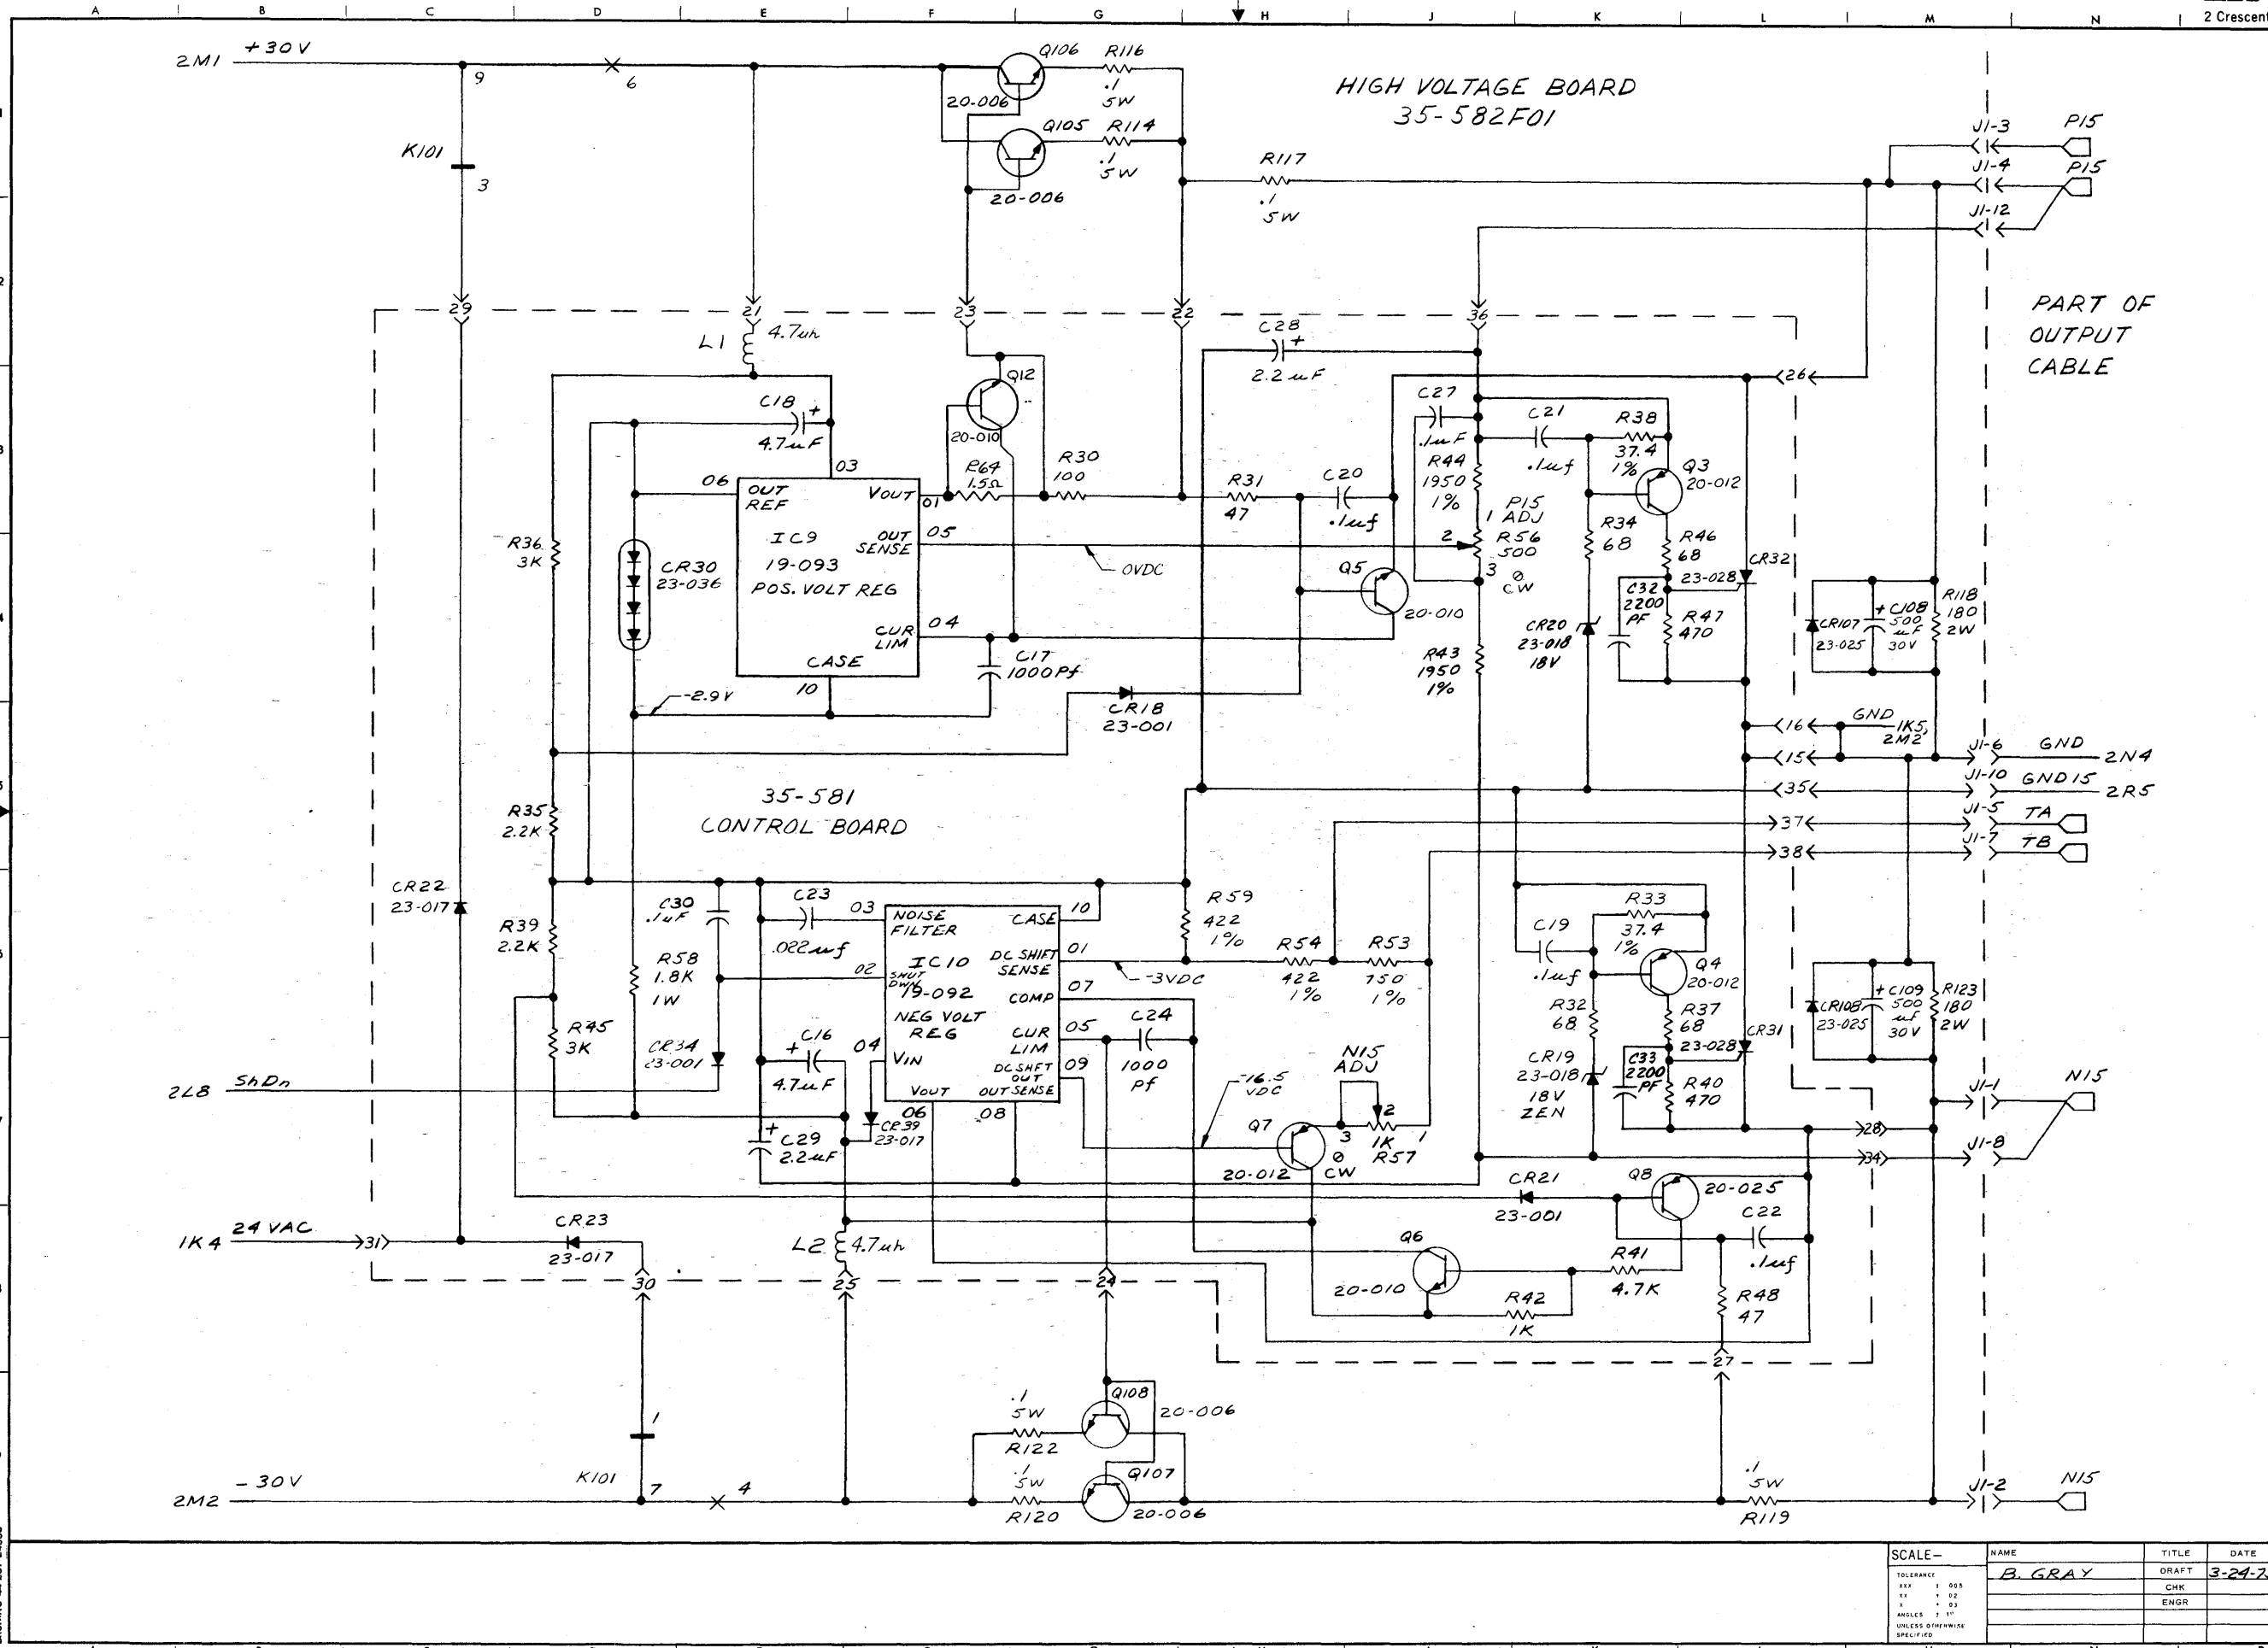 A B C D E F G H J K L M N
2 Crescent
2M1 +30V
9
6
K101
3
Q106
20-006
R116
.1
5W
Q105
20-006
R114
.1
5W
HIGH VOLTAGE BOARD
35-582F01
R117
.1
5W
J1-3 P15
J1-4 P15
J1-12
PART OF
OUTPUT
CABLE
29
21
23
22
36
L1 4.7uh
C18 +
4.7uF
Q12
20-010
C28 +
2.2uF
26
C27
.1uF
C21
.1uf
R38
37.4
1%
Q3
20-012
03
06 OUT
REF
VOUT
01
R64
1.5Ω
R30
100
R31
47
C20
.1uf
R44
1950
1%
P15
ADJ
1
2
R56
500
3
CW
R34
68
R46
68
IC9
19-093
POS. VOLT REG
OUT
SENSE
05
OVDC
CUR
LIM
04
CASE
10
R36
3K
CR30
23-036
-2.9V
C17
1000Pf
CR18
23-001
Q5
20-010
R43
1950
1%
CR20
23-018
18V
C32
2200
PF
R47
470
23-028
CR32
CR107
23-025
+ C108
500
uF
30V
R118
180
2W
16
GND
1K5,
2M2
15
J1-6 GND 2N4
35
J1-10 GND15 2R5
37
J1-5 TA
38
J1-7 TB
35-581
CONTROL BOARD
R35
2.2K
CR22
23-017
R39
2.2K
C30
.1uF
C23
.022uf
R58
1.8K
1W
03 NOISE
FILTER
CASE 10
02 SHUT
DWN
IC10
19-092
NEG VOLT
REG
DC SHIFT
SENSE
01
COMP 07
CUR
LIM
05
04 VIN
DC SHFT
OUT
09
VOUT
06
OUT SENSE
08
R59
422
1%
-3VDC
R54
422
1%
R53
750
1%
C19
.1uf
R33
37.4
1%
Q4
20-012
R32
68
R37
68
23-028
CR31
CR19
23-018
18V
ZEN
C33
2200
PF
R40
470
CR108
23-025
+ C109
500
uf
30V
R123
180
2W
R45
3K
CR34
23-001
+ C16
4.7uF
C24
1000
Pf
2L8 ShDn
CR39
23-017
+ C29
2.2uF
-16.5
VDC
N15
ADJ
2
3
1K
1
R57
CW
Q7
20-012
28
34
J1-1 N15
J1-8
CR21
23-001
Q8
20-025
C22
.1uf
1K4 24 VAC
31
CR23
23-017
30
L2 4.7uh
25
24
Q6
20-010
R41
4.7K
R42
1K
R48
47
27
1
K101
7
4
2M2 -30V
.1
5W
R122
Q108
20-006
.1
5W
R120
Q107
20-006
.1
5W
R119
J1-2 N15
SCALE— NAME TITLE DATE
TOLERANCE
B. GRAY DRAFT
CHK
ENGR
UNLESS OTHERWISE
SPECIFIED